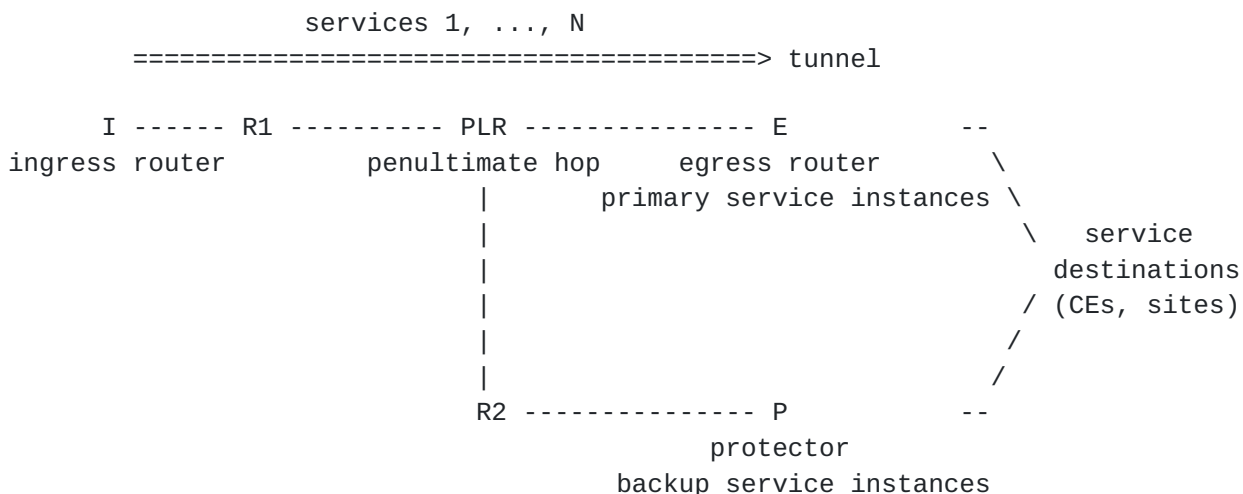 services 1, ..., N
========================================> tunnel
I ------ R1 ---------- PLR --------------- E --
ingress router penultimate hop egress router \
| primary service instances \
| \ service
| destinations
| / (CEs, sites)
| /
| /
R2 --------------- P --
protector
backup service instances